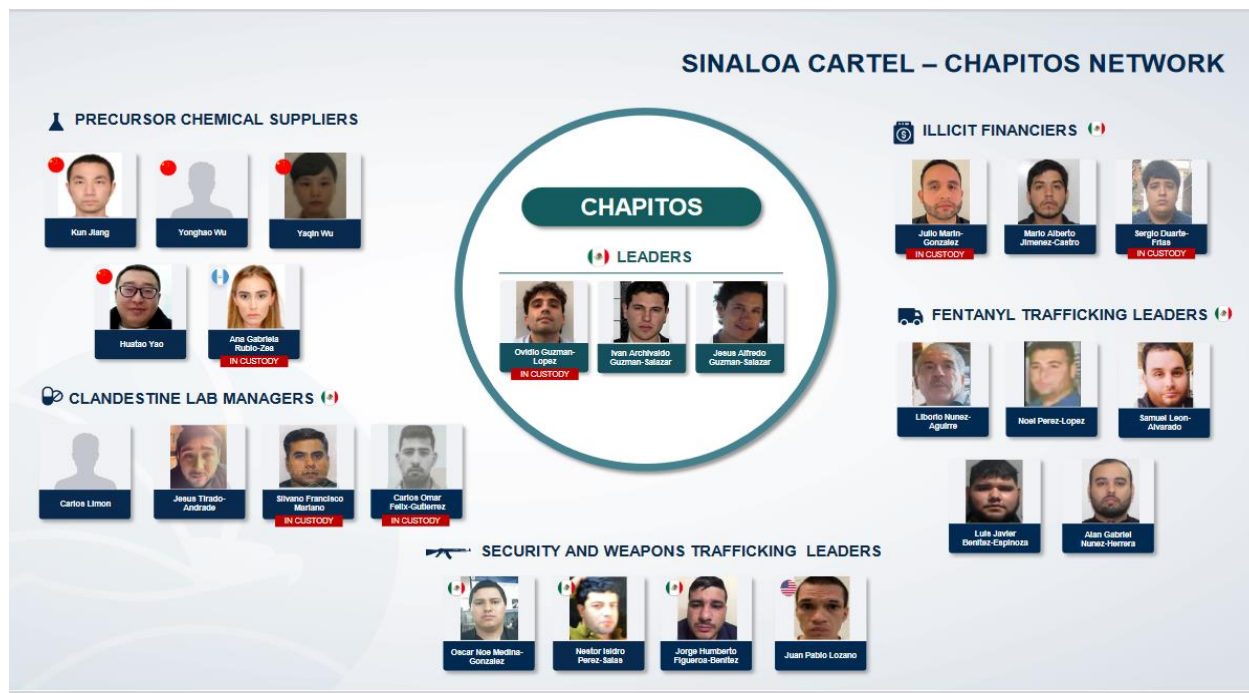 SINALOA CARTEL – CHAPITOS NETWORK
PRECURSOR CHEMICAL SUPPLIERS
Kun Jiang
Yonghao Wu
Yaqin Wu
Huatao Yao
Ana Gabriela
Rubio-Zea
IN CUSTODY
CLANDESTINE LAB MANAGERS
Carlos Limon
Jesus Tirado-
Andrade
Silvano Francisco
Mariano
IN CUSTODY
Carlos Omar
Felix-Gutierrez
IN CUSTODY
CHAPITOS
LEADERS
Ovidio Guzman-
Lopez
IN CUSTODY
Ivan Archivaldo
Guzman-Salazar
Jesus Alfredo
Guzman-Salazar
SECURITY AND WEAPONS TRAFFICKING LEADERS
Oscar Noe Medina-
Gonzalez
Nestor Isidro
Perez-Salas
Jorge Humberto
Figueroa-Benitez
Juan Pablo Lozano
ILLICIT FINANCIERS
Julio Marin-
Gonzalez
IN CUSTODY
Mario Alberto
Jimenez-Castro
Sergio Duarte-
Frias
IN CUSTODY
FENTANYL TRAFFICKING LEADERS
Liborio Nunez-
Aguirre
Noel Perez-Lopez
Samuel Leon-
Alvarado
Luis Javier
Benitez-Espinoza
Alan Gabriel
Nunez-Herrera